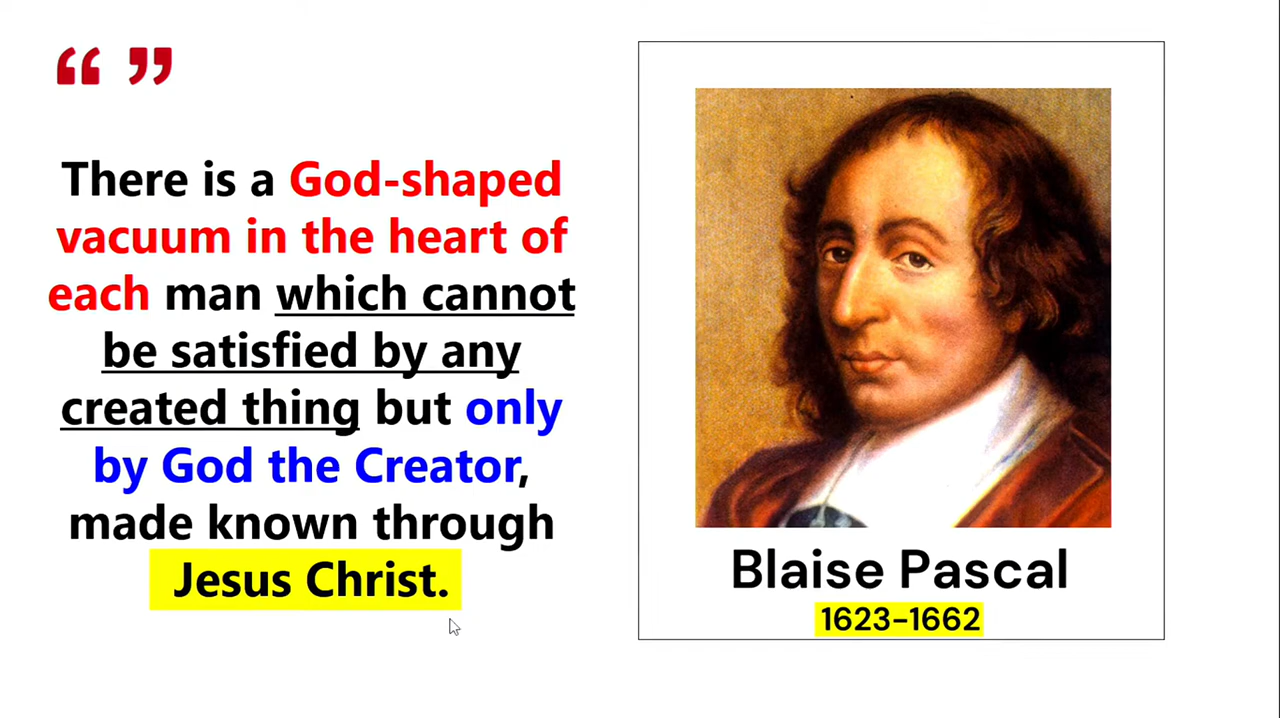 “ ”
There is a God-shaped
vacuum in the heart of
each man which cannot
be satisfied by any
created thing but only
by God the Creator,
made known through
Jesus Christ.
Blaise Pascal
1623–1662